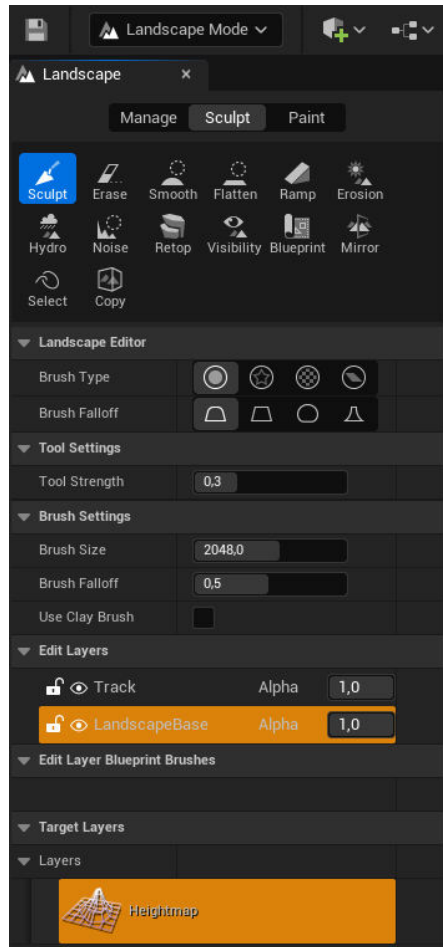 Landscape Mode
Landscape
Manage Sculpt Paint
Sculpt Erase Smooth Flatten Ramp Erosion
Hydro Noise Retop Visibility Blueprint Mirror
Select Copy
Landscape Editor
Brush Type
Brush Falloff
Tool Settings
Tool Strength 0,3
Brush Settings
Brush Size 2048,0
Brush Falloff 0,5
Use Clay Brush
Edit Layers
Track Alpha 1,0
LandscapeBase Alpha 1,0
Edit Layer Blueprint Brushes
Target Layers
Layers
Heightmap